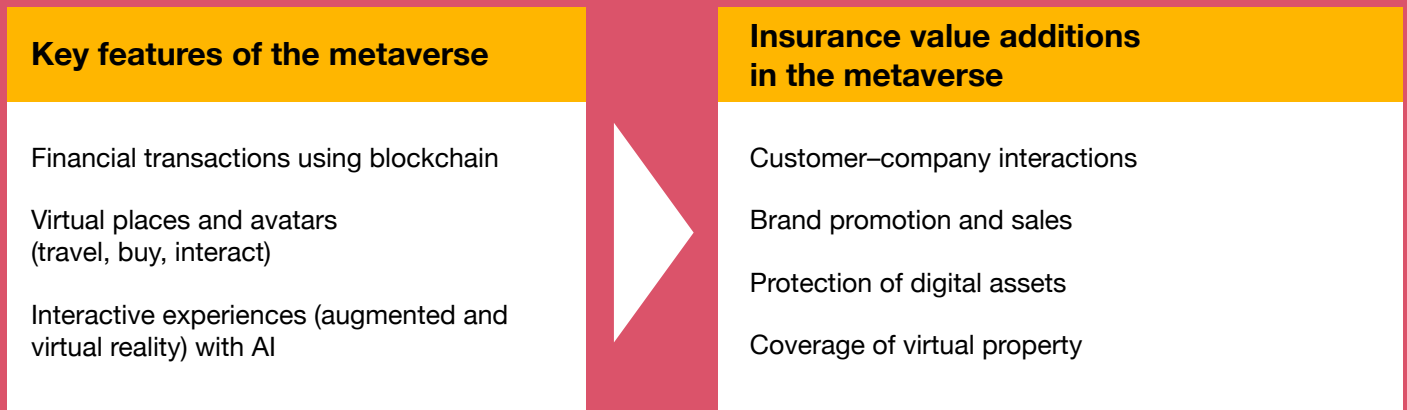 Key features of the metaverse
Financial transactions using blockchain
Virtual places and avatars
(travel, buy, interact)
Interactive experiences (augmented and
virtual reality) with AI
Insurance value additions
in the metaverse
Customer–company interactions
Brand promotion and sales
Protection of digital assets
Coverage of virtual property